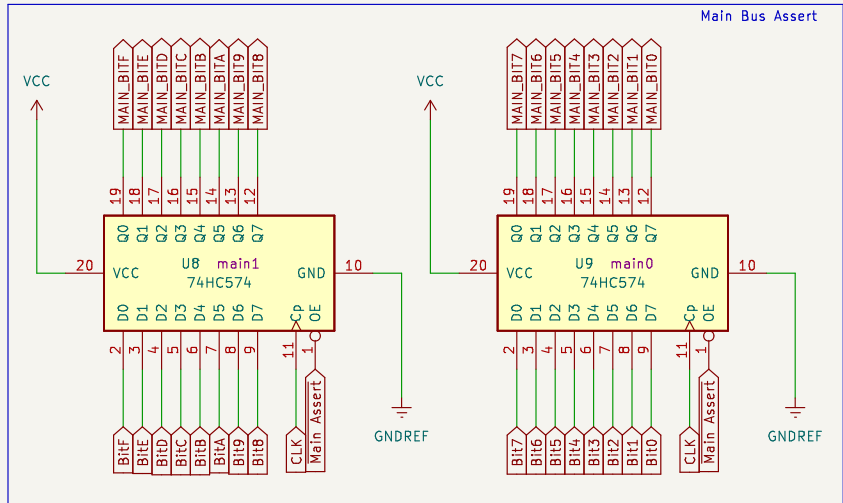 Main Bus Assert
VCC
MAIN_BITF
MAIN_BITE
MAIN_BITD
MAIN_BITC
MAIN_BITB
MAIN_BITA
MAIN_BIT9
MAIN_BIT8
19
18
17
16
15
14
13
12
Q0
Q1
Q2
Q3
Q4
Q5
Q6
Q7
20
VCC
U8 main1
74HC574
GND
10
D0
D1
D2
D3
D4
D5
D6
D7
Cp
OE
2
3
4
5
6
7
8
9
11
1
BitF
BitE
BitD
BitC
BitB
BitA
Bit9
Bit8
CLK
Main Assert
GNDREF
VCC
MAIN_BIT7
MAIN_BIT6
MAIN_BIT5
MAIN_BIT4
MAIN_BIT3
MAIN_BIT2
MAIN_BIT1
MAIN_BIT0
19
18
17
16
15
14
13
12
Q0
Q1
Q2
Q3
Q4
Q5
Q6
Q7
20
VCC
U9 main0
74HC574
GND
10
D0
D1
D2
D3
D4
D5
D6
D7
Cp
OE
2
3
4
5
6
7
8
9
11
1
Bit7
Bit6
Bit5
Bit4
Bit3
Bit2
Bit1
Bit0
CLK
Main Assert
GNDREF